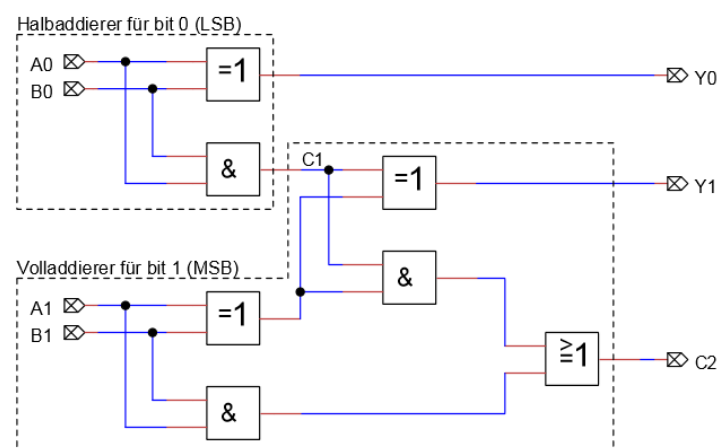 Halbaddierer für bit 0 (LSB)
A0
B0
=1
Y0
&
C1
=1
Y1
Volladdierer für bit 1 (MSB)
&
A1
B1
=1
≥1
C2
&